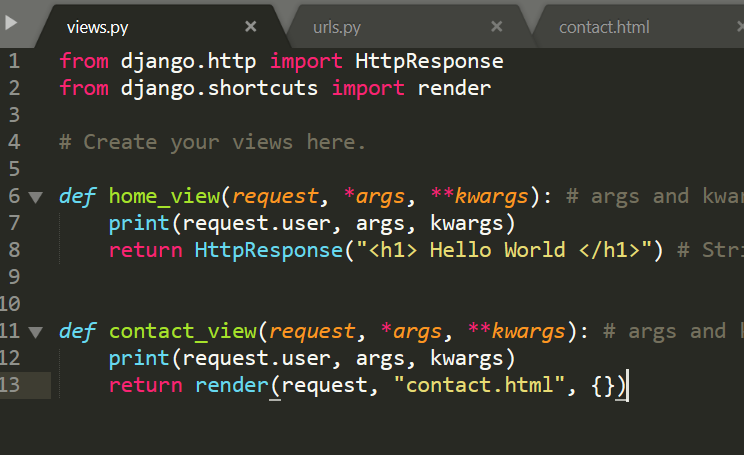 views.py × urls.py × contact.html
1 from django.http import HttpResponse
2 from django.shortcuts import render
3
4 # Create your views here.
5
6 def home_view(request, *args, **kwargs): # args and kwar
7 print(request.user, args, kwargs)
8 return HttpResponse("<h1> Hello World </h1>") # Stri
9
10
11 def contact_view(request, *args, **kwargs): # args and
12 print(request.user, args, kwargs)
13 return render(request, "contact.html", {})